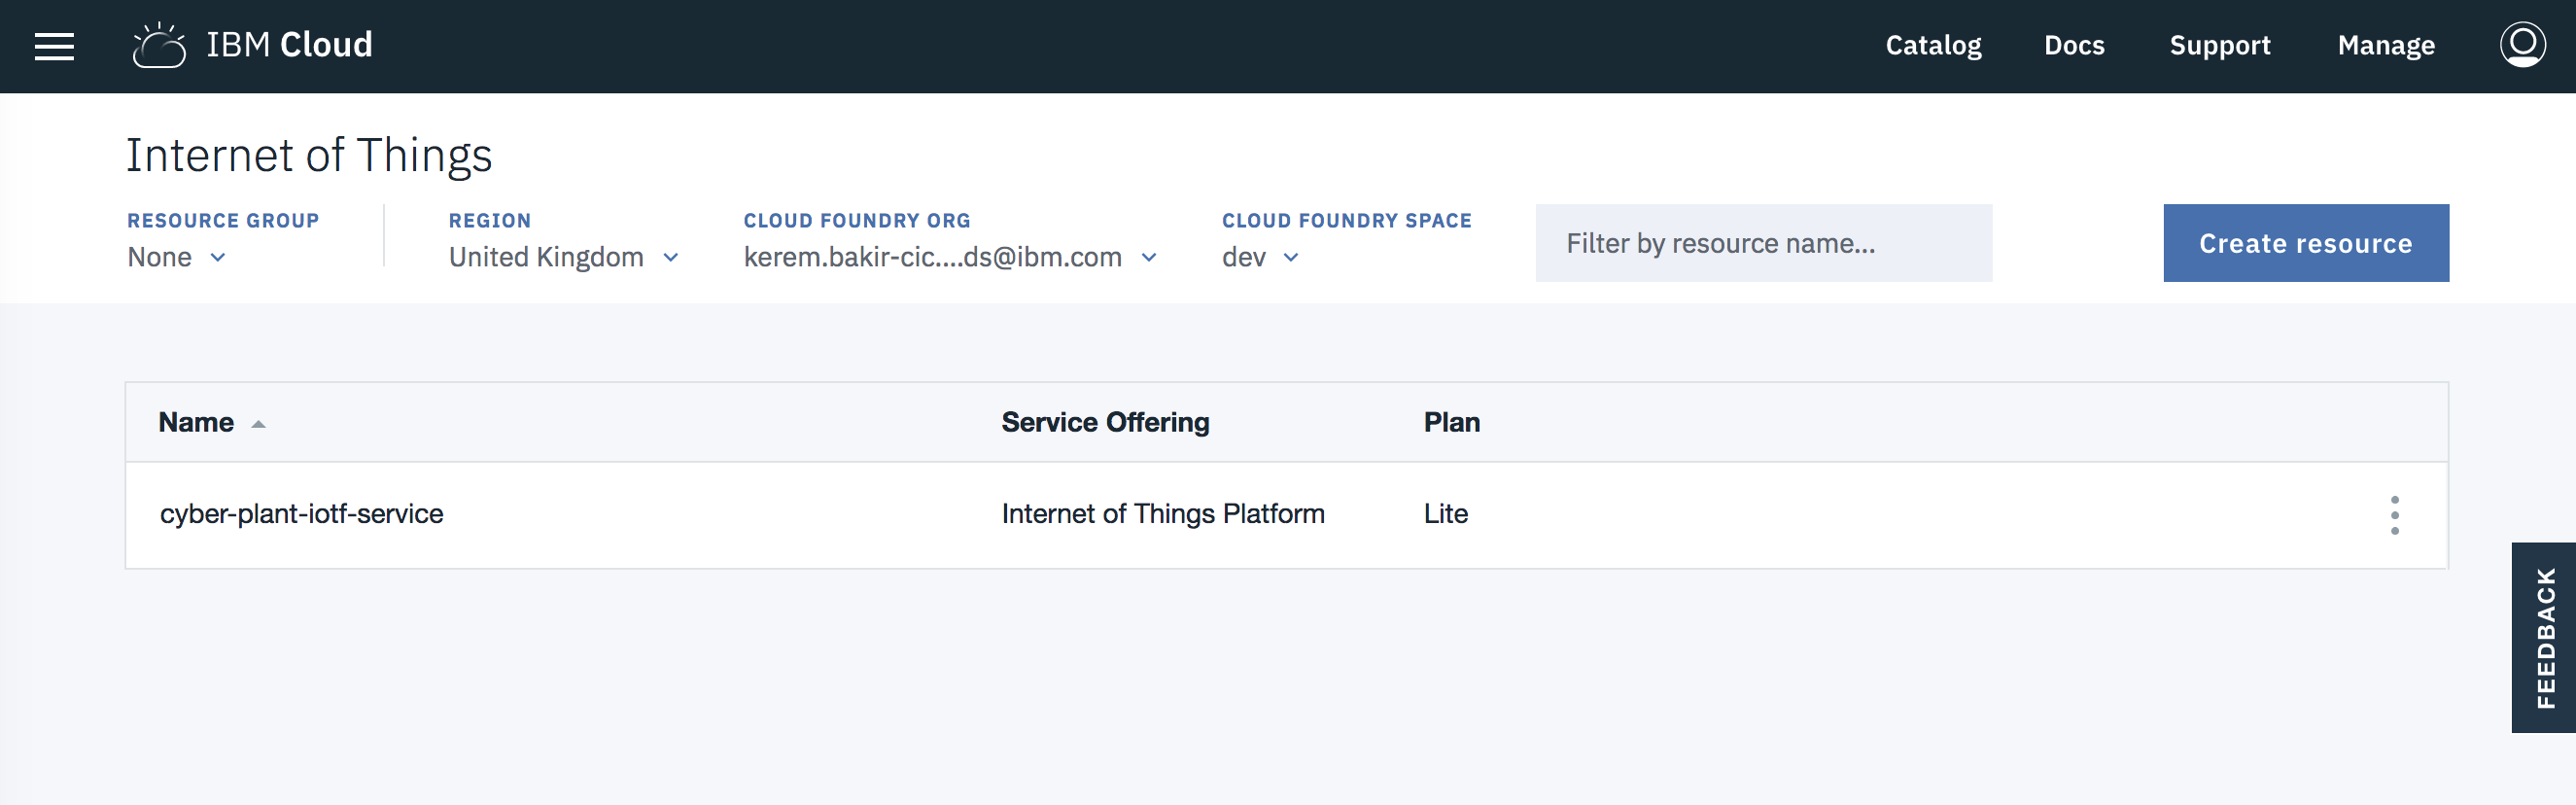 IBM Cloud
Catalog Docs Support Manage
Internet of Things
RESOURCE GROUP REGION CLOUD FOUNDRY ORG CLOUD FOUNDRY SPACE
None United Kingdom kerem.bakir-cic....ds@ibm.com dev
Filter by resource name...
Create resource
Name Service Offering Plan
cyber-plant-iotf-service Internet of Things Platform Lite
FEEDBACK